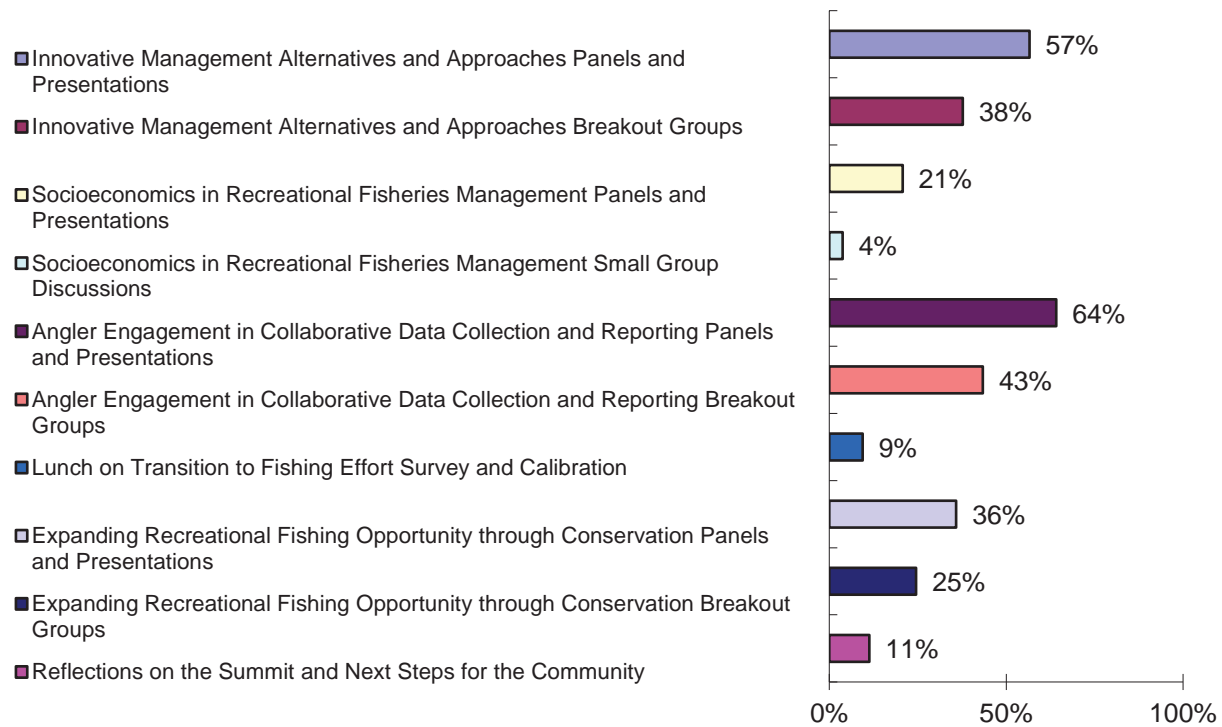 Innovative Management Alternatives and Approaches Panels and
Presentations
57%
Innovative Management Alternatives and Approaches Breakout Groups
38%
Socioeconomics in Recreational Fisheries Management Panels and
Presentations
21%
Socioeconomics in Recreational Fisheries Management Small Group
Discussions
4%
Angler Engagement in Collaborative Data Collection and Reporting Panels
and Presentations
64%
Angler Engagement in Collaborative Data Collection and Reporting Breakout
Groups
43%
Lunch on Transition to Fishing Effort Survey and Calibration
9%
Expanding Recreational Fishing Opportunity through Conservation Panels
and Presentations
36%
Expanding Recreational Fishing Opportunity through Conservation Breakout
Groups
25%
Reflections on the Summit and Next Steps for the Community
11%
0% 50% 100%